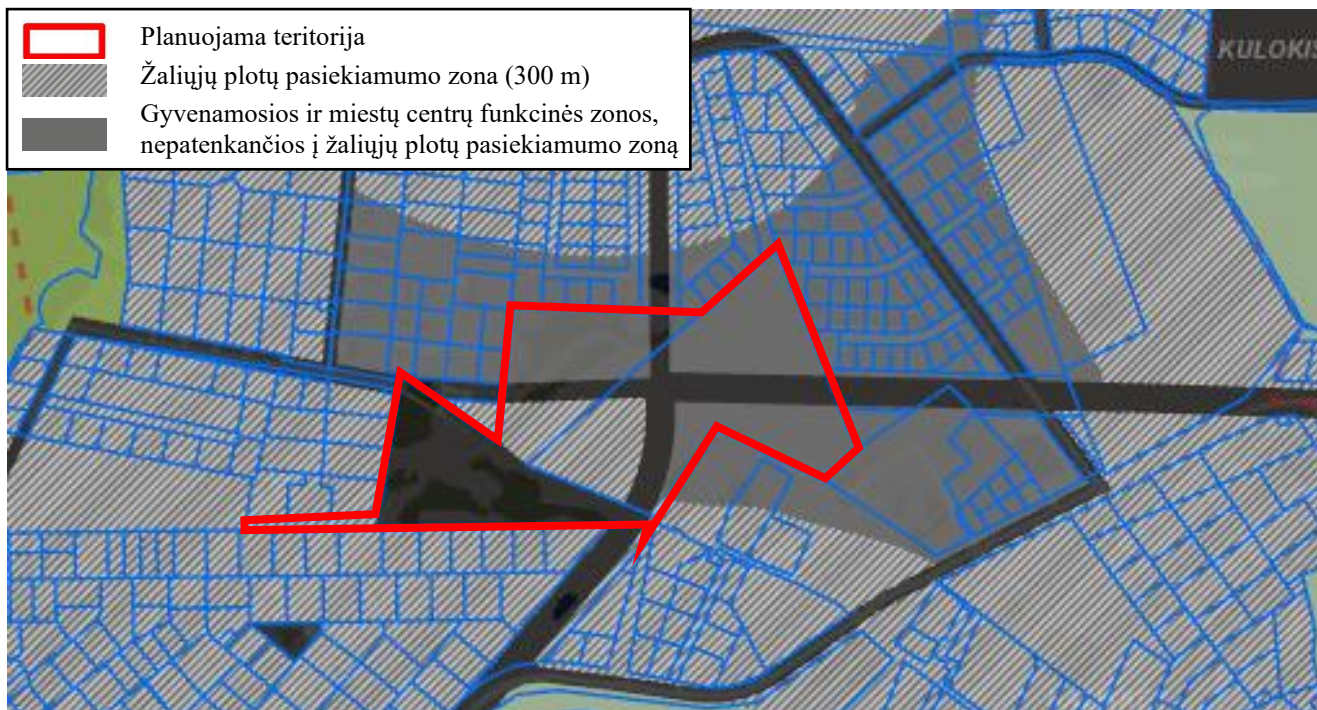 Planuojama teritorija
Žaliųjų plotų pasiekiamumo zona (300 m)
Gyvenamosios ir miestų centrų funkcinės zonos,
nepatenkančios į žaliųjų plotų pasiekiamumo zoną
KULOKIS